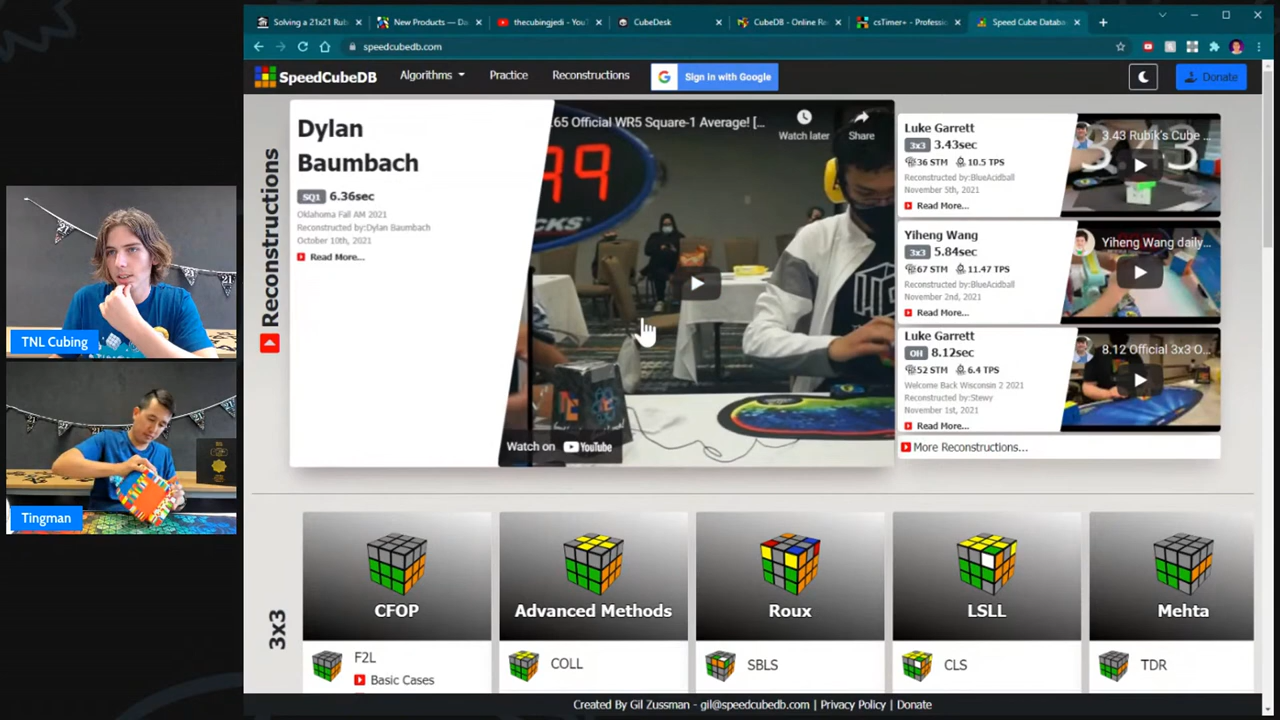 Solving a 21x21 Rub
New Products — Da
thecubingjedi - You
CubeDesk
CubeDB - Online Re
csTimer+ - Professio
Speed Cube Databa
speedcubedb.com
SpeedCubeDB
Algorithms
Practice
Reconstructions
Sign in with Google
Donate
Reconstructions
Dylan
Baumbach
SQ1 6.36sec
Oklahoma Fall AM 2021
Reconstructed by:Dylan Baumbach
October 10th, 2021
Read More...
.65 Official WR5 Square-1 Average! [...
Watch later
Share
Watch on YouTube
Luke Garrett
3x3 3.43sec
36 STM 10.5 TPS
Reconstructed by:BlueAcidball
November 5th, 2021
Read More...
3.43 Rubik's Cube ...
Yiheng Wang
3x3 5.84sec
67 STM 11.47 TPS
Reconstructed by:BlueAcidball
November 2nd, 2021
Read More...
Yiheng Wang daily...
Luke Garrett
OH 8.12sec
52 STM 6.4 TPS
Welcome Back Wisconsin 2 2021
Reconstructed by:Stewy
November 1st, 2021
Read More...
8.12 Official 3x3 O...
More Reconstructions...
TNL Cubing
Tingman
3x3
CFOP
Advanced Methods
Roux
LSLL
Mehta
F2L
Basic Cases
COLL
SBLS
CLS
TDR
Created By Gil Zussman - gil@speedcubedb.com | Privacy Policy | Donate